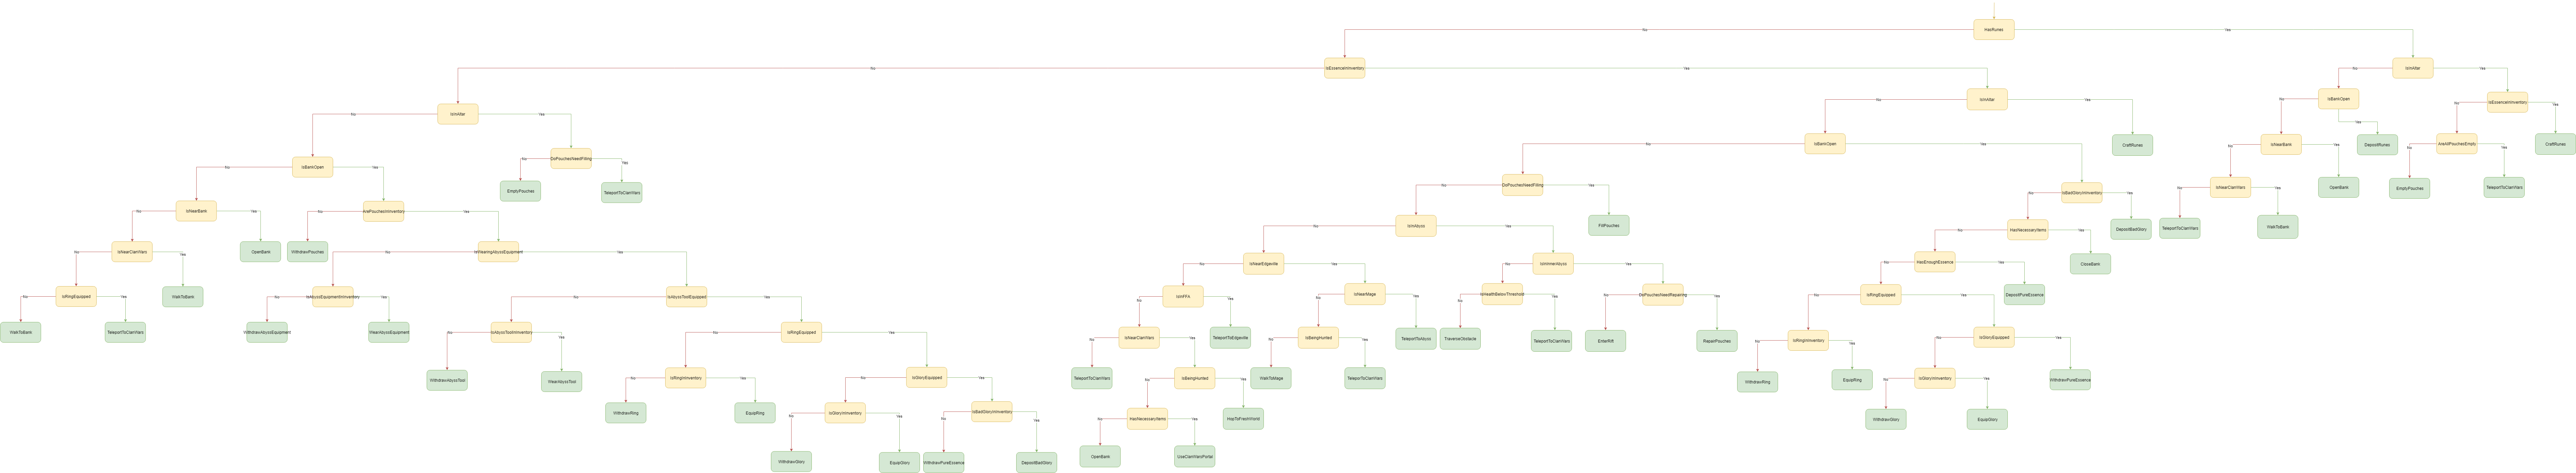 HasRunes
No
Yes
IsEssenceInInventory
No
Yes
IsInAltar
No
Yes
IsInAltar
No
Yes
IsInAltar
No
Yes
IsBankOpen
No
Yes
IsEssenceInInventory
No
Yes
IsInAltar
No
Yes
DoPouchesNeedFilling
No
Yes
EmptyPouches
TeleportToClanWars
IsBankOpen
No
Yes
CraftRunes
IsNearBank
No
Yes
DepositRunes
AreAllPouchesEmpty
No
Yes
CraftRunes
IsBankOpen
No
Yes
IsNearClanWars
No
Yes
OpenBank
EmptyPouches
TeleportToClanWars
TeleportToClanWars
WalkToBank
IsNearBank
No
Yes
ArePouchesInInventory
No
Yes
DoPouchesNeedFilling
No
Yes
IsBadGloryInInventory
No
Yes
IsNearClanWars
No
Yes
OpenBank
WithdrawPouches
IsWearingAbyssEquipment
No
Yes
IsInAbyss
No
Yes
FillPouches
HasNecessaryItems
No
Yes
DepositBadGlory
IsRingEquipped
No
Yes
WalkToBank
IsAbyssEquipmentInInventory
No
Yes
IsAbyssToolEquipped
No
Yes
IsNearEdgeville
No
Yes
IsInInnerAbyss
No
Yes
HasEnoughEssence
No
Yes
CloseBank
WalkToBank
TeleportToClanWars
WithdrawAbyssEquipment
WearAbyssEquipment
IsAbyssToolInInventory
No
Yes
IsRingEquipped
No
Yes
IsInFFA
No
Yes
IsNearMage
No
Yes
IsHealthBelowThreshold
No
Yes
DoPouchesNeedRepairing
No
Yes
IsRingEquipped
No
Yes
DepositPureEssence
WithdrawAbyssTool
WearAbyssTool
IsRingInInventory
No
Yes
IsGloryEquipped
No
Yes
IsNearClanWars
No
Yes
TeleportToEdgeville
IsBeingHunted
No
Yes
TeleportToAbyss
TraverseObstacle
TeleportToClanWars
EnterRift
RepairPouches
IsRingInInventory
No
Yes
IsGloryEquipped
No
Yes
WithdrawRing
EquipRing
IsGloryInInventory
No
Yes
IsBadGloryInInventory
No
Yes
TeleportToClanWars
IsBeingHunted
No
Yes
WalkToMage
TeleportToClanWars
WithdrawRing
EquipRing
IsGloryInInventory
No
Yes
WithdrawPureEssence
WithdrawGlory
EquipGlory
WithdrawPureEssence
DepositBadGlory
HasNecessaryItems
No
Yes
HopToFreshWorld
OpenBank
UseClanWarsPortal
WithdrawGlory
EquipGlory